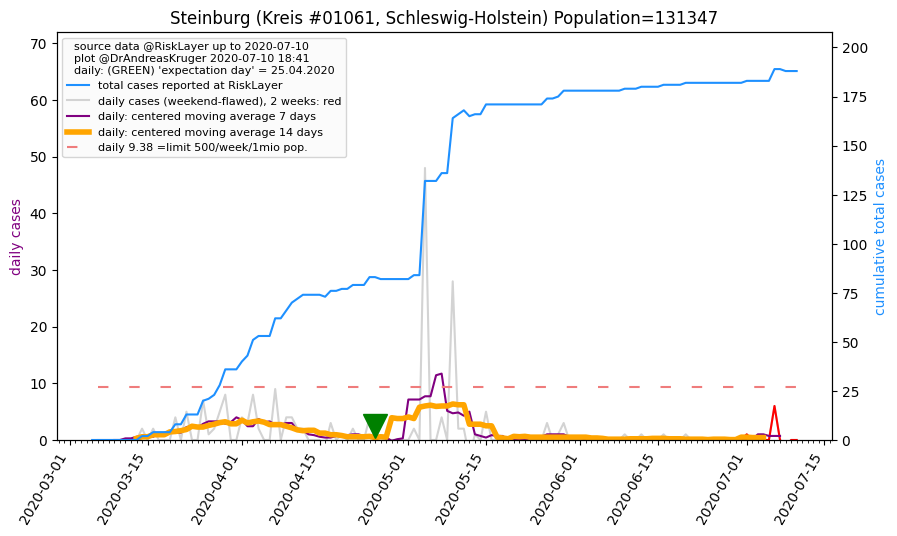 Steinburg (Kreis #01061, Schleswig-Holstein) Population=131347
source data @RiskLayer up to 2020-07-10
plot @DrAndreasKruger 2020-07-10 18:41
daily: (GREEN) 'expectation day' = 25.04.2020
total cases reported at RiskLayer
daily cases (weekend-flawed), 2 weeks: red
daily: centered moving average 7 days
daily: centered moving average 14 days
daily 9.38 =limit 500/week/1mio pop.
daily cases
70
60
50
40
30
20
10
0
cumulative total cases
200
175
150
125
100
75
50
25
0
2020-03-01
2020-03-15
2020-04-01
2020-04-15
2020-05-01
2020-05-15
2020-06-01
2020-06-15
2020-07-01
2020-07-15